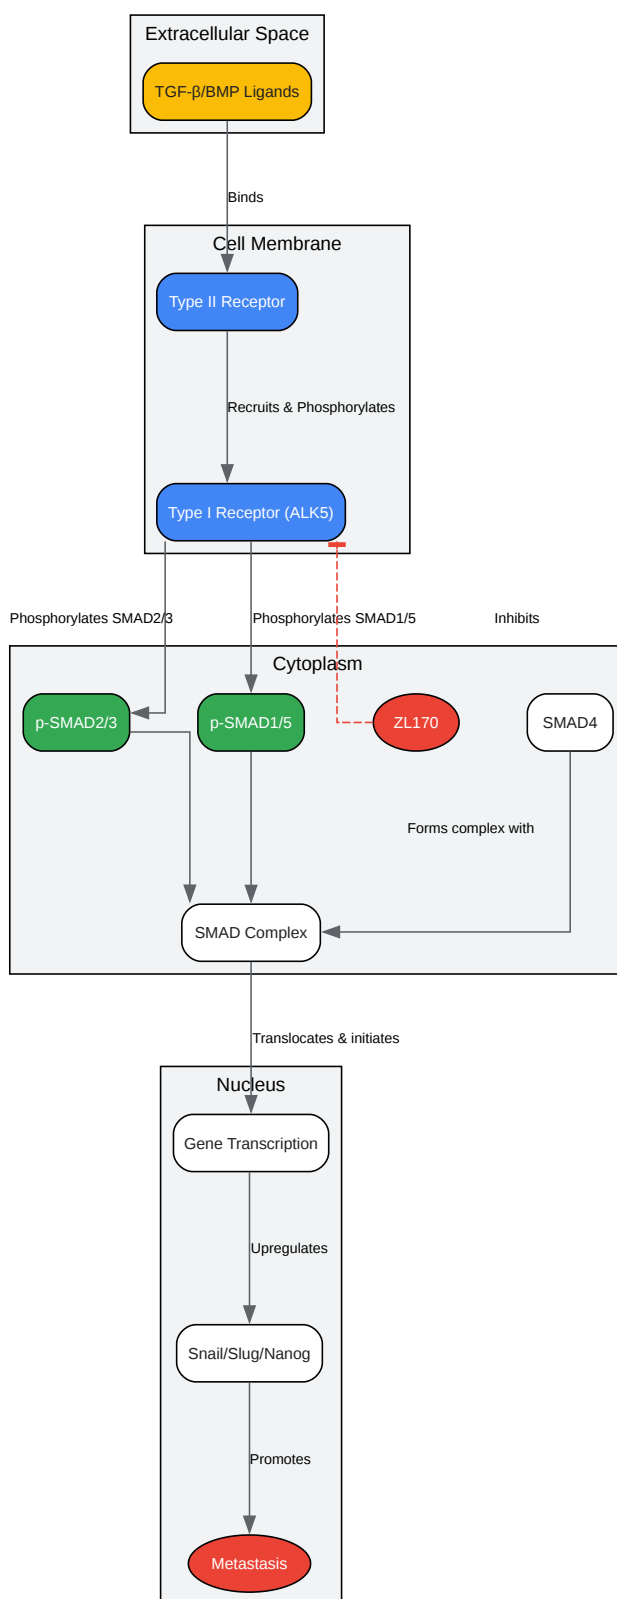 Extracellular Space
TGF-β/BMP Ligands
Binds
Cell Membrane
Type II Receptor
Recruits & Phosphorylates
Type I Receptor (ALK5)
Phosphorylates SMAD2/3
Phosphorylates SMAD1/5
Inhibits
Cytoplasm
p-SMAD2/3
p-SMAD1/5
ZL170
SMAD4
Forms complex with
SMAD Complex
Translocates & initiates
Nucleus
Gene Transcription
Upregulates
Snail/Slug/Nanog
Promotes
Metastasis